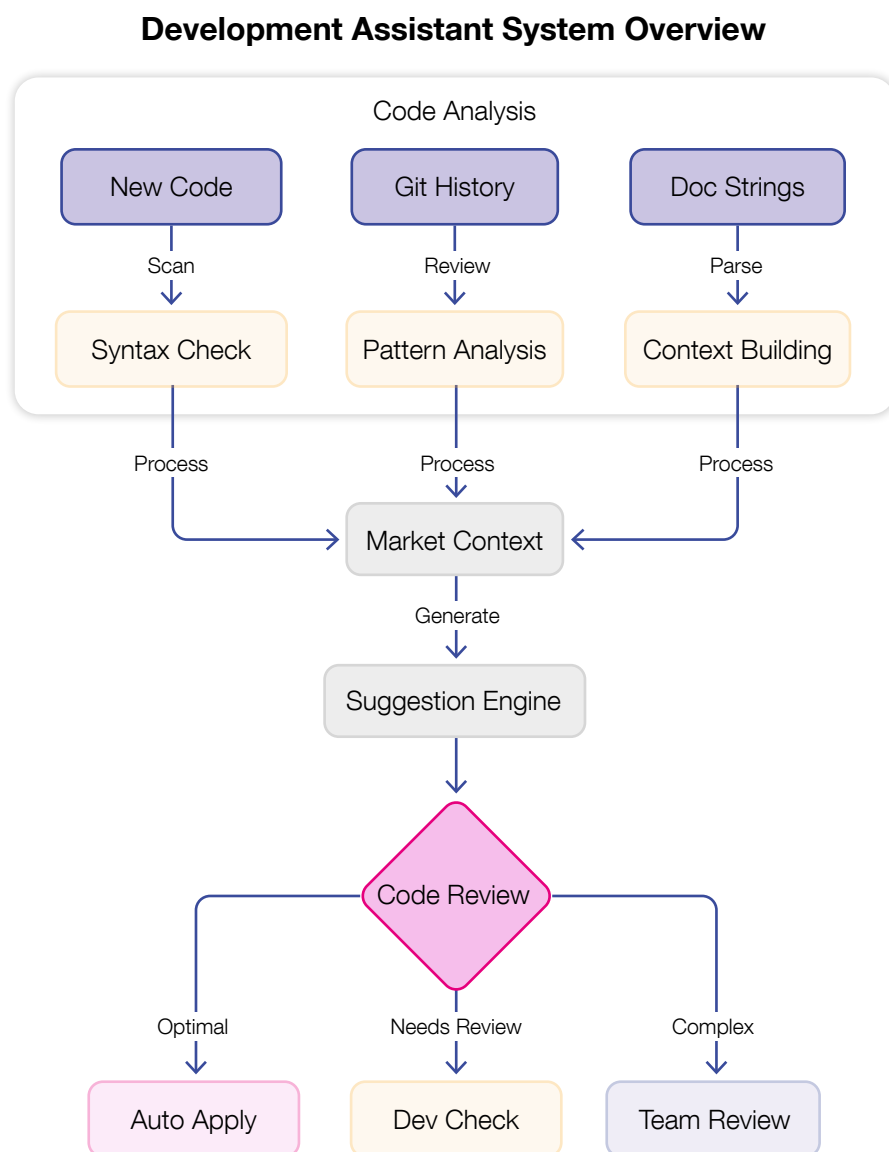 Development Assistant System Overview
Code Analysis
New Code
Git History
Doc Strings
Scan
Review
Parse
Syntax Check
Pattern Analysis
Context Building
Process
Process
Process
Market Context
Generate
Suggestion Engine
Code Review
Optimal
Needs Review
Complex
Auto Apply
Dev Check
Team Review